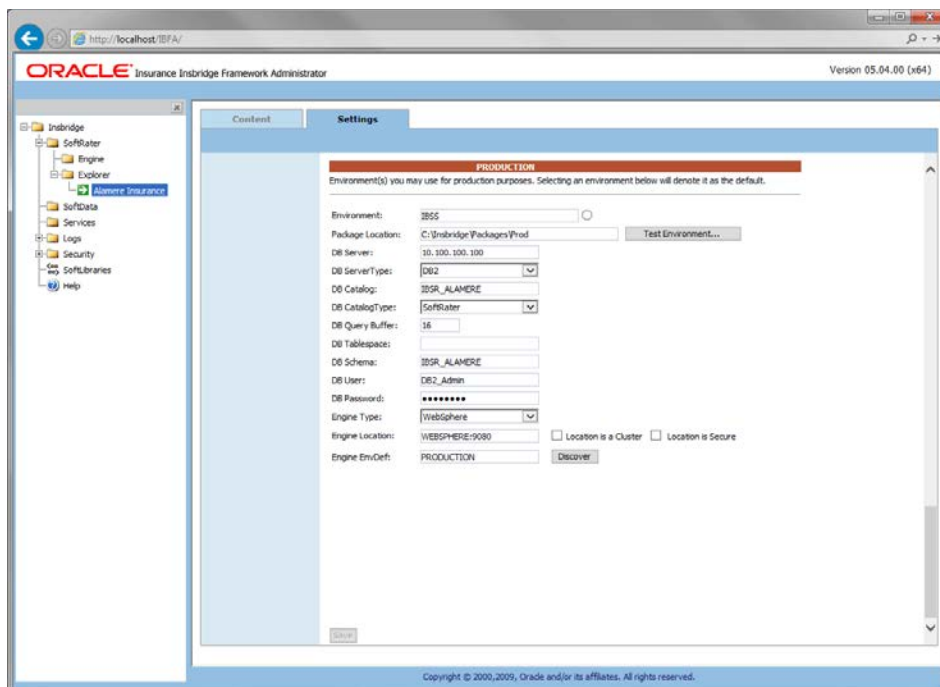 http://localhost/IBFA/
ORACLE Insurance Insbridge Framework Administrator
Version 05.04.00 (x64)
Insbridge
SoftRater
Engine
Explorer
Alamere Insurance
SoftData
Services
Logs
Security
SoftLibraries
Help
Content Settings
PRODUCTION
Environment(s) you may use for production purposes. Selecting an environment below will denote it as the default.
Environment: IBSS
Package Location: C:\Insbridge\Packages\Prod Test Environment...
DB Server: 10.100.100.100
DB ServerType: DB2
DB Catalog: IBSR_ALAMERE
DB CatalogType: SoftRater
DB Query Buffer: 16
DB Tablespace:
DB Schema: IBSR_ALAMERE
DB User: DB2_Admin
DB Password: ••••••••
Engine Type: WebSphere
Engine Location: WEBSPHERE:9080 Location is a Cluster Location is Secure
Engine EnvDef: PRODUCTION Discover
Save
Copyright © 2000,2009, Oracle and/or its affiliates. All rights reserved.